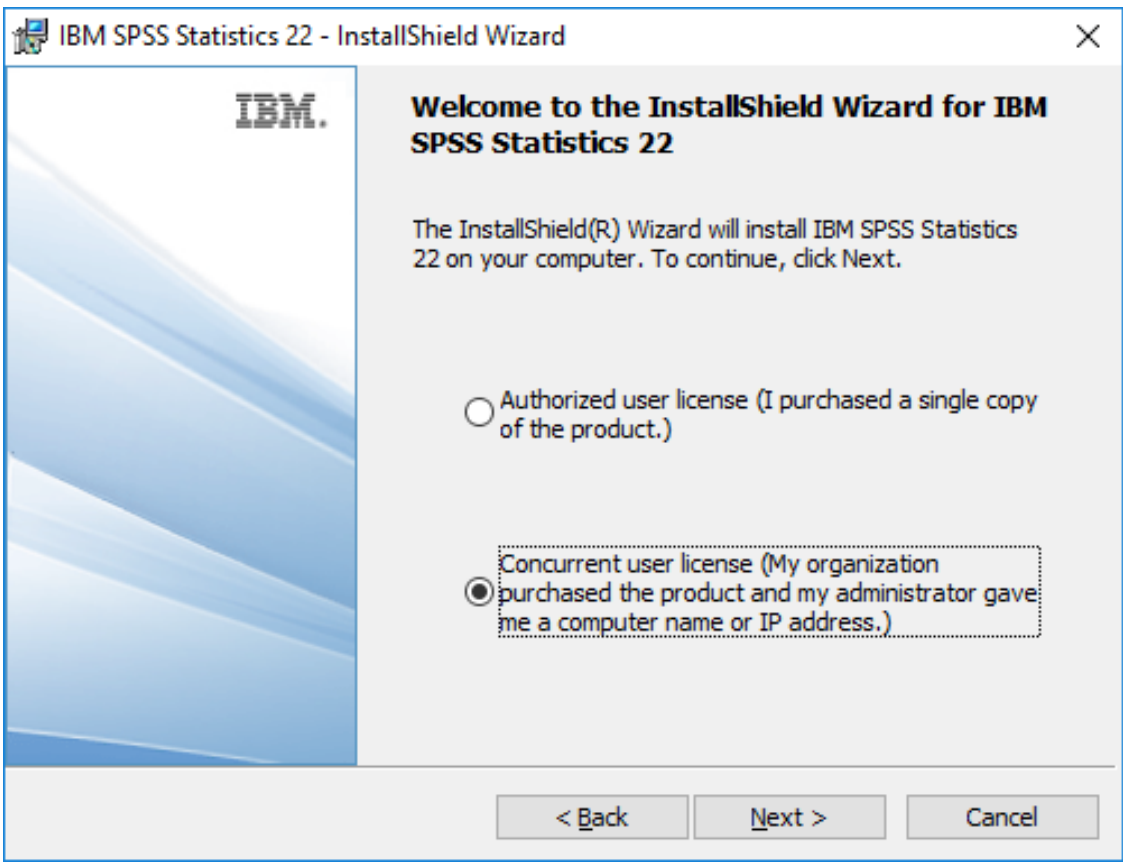 IBM SPSS Statistics 22 - InstallShield Wizard
IBM.
Welcome to the InstallShield Wizard for IBM
SPSS Statistics 22
The InstallShield(R) Wizard will install IBM SPSS Statistics
22 on your computer. To continue, click Next.
Authorized user license (I purchased a single copy
of the product.)
Concurrent user license (My organization
purchased the product and my administrator gave
me a computer name or IP address.)
< Back
Next >
Cancel